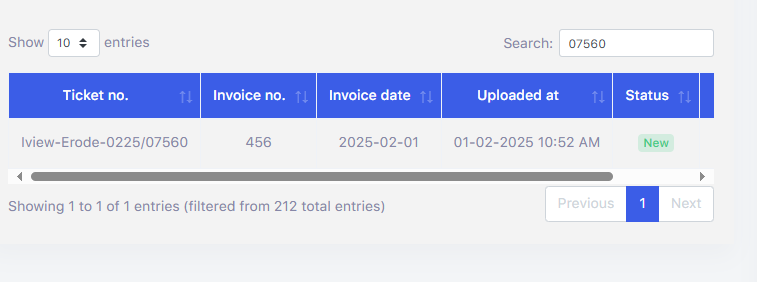 Show 10 entries Search: 07560
Ticket no. Invoice no. Invoice date Uploaded at Status
Iview-Erode-0225/07560 456 2025-02-01 01-02-2025 10:52 AM New
Showing 1 to 1 of 1 entries (filtered from 212 total entries) Previous 1 Next